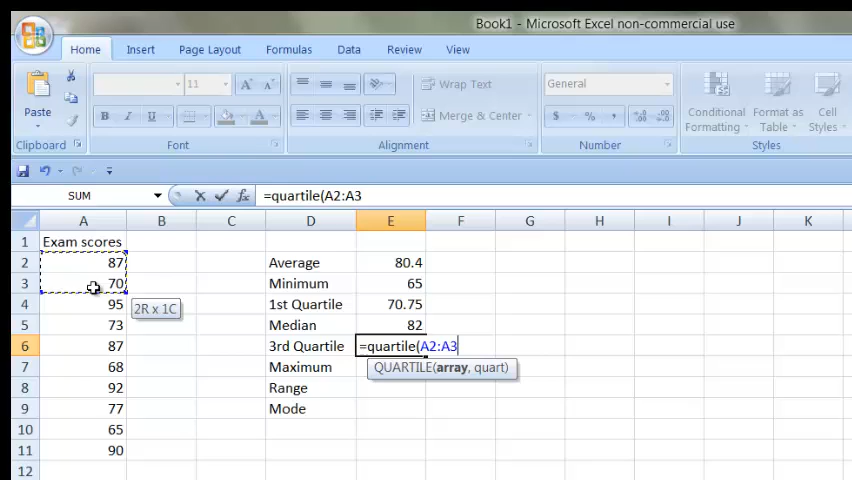 Book1 - Microsoft Excel non-commercial use
Home Insert Page Layout Formulas Data Review View
11 A A Wrap Text General
Paste B I U A Merge & Center $ % , Conditional Formatting Format as Table Cell Styles
Clipboard Font Alignment Number Styles
SUM fx =quartile(A2:A3
A B C D E F G H I J K
1 Exam scores
2 87 Average 80.4
3 70 Minimum 65
4 95 2R x 1C 1st Quartile 70.75
5 73 Median 82
6 87 3rd Quartile =quartile(A2:A3
7 68 Maximum QUARTILE(array, quart)
8 92 Range
9 77 Mode
10 65
11 90
12